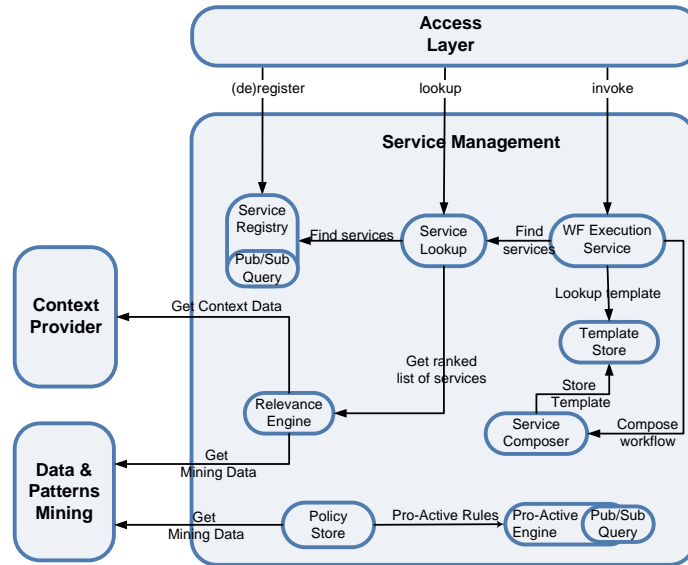 Access
Layer
(de)register
lookup
invoke
Service Management
Service
Registry
Pub/Sub
Query
Find services
Service
Lookup
Find
services
WF Execution
Service
Lookup template
Template
Store
Store
Template
Service
Composer
Compose
workflow
Context
Provider
Get Context Data
Get ranked
list of services
Relevance
Engine
Get
Mining Data
Data &
Patterns
Mining
Get
Mining Data
Policy
Store
Pro-Active Rules
Pro-Active
Engine
Pub/Sub
Query